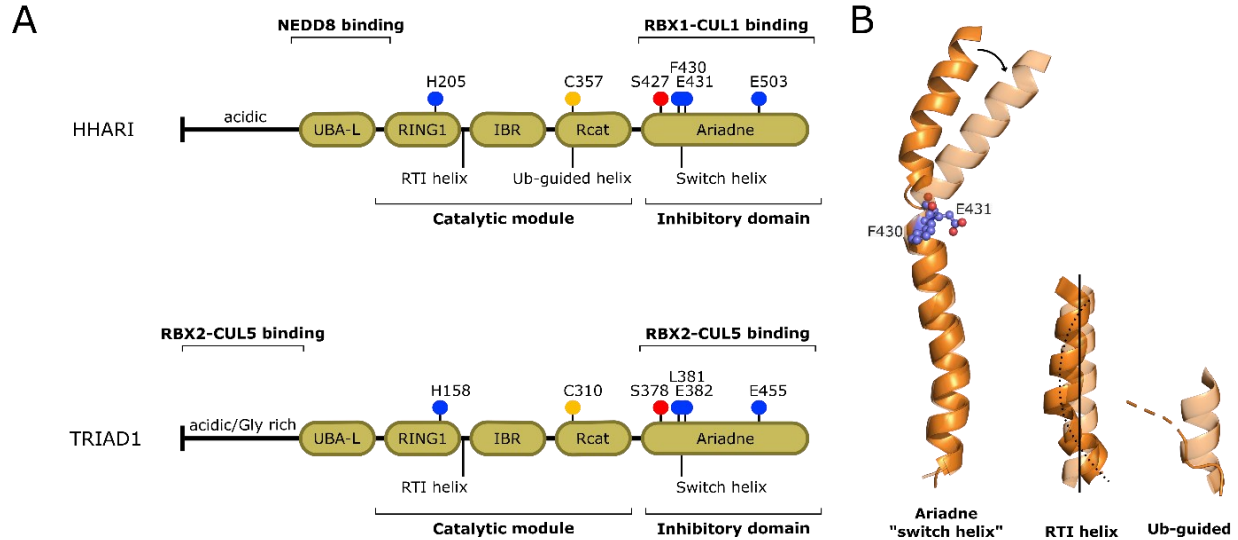 A
NEDD8 binding
RBX1-CUL1 binding
H205
C357
S427
F430
E431
E503
HHARI
acidic
UBA-L
RING1
IBR
Rcat
Ariadne
RTI helix
Ub-guided helix
Switch helix
Catalytic module
Inhibitory domain
RBX2-CUL5 binding
RBX2-CUL5 binding
H158
C310
S378
L381
E382
E455
TRIAD1
acidic/Gly rich
UBA-L
RING1
IBR
Rcat
Ariadne
RTI helix
Switch helix
Catalytic module
Inhibitory domain
B
E431
F430
Ariadne
"switch helix"
RTI helix
Ub-guided